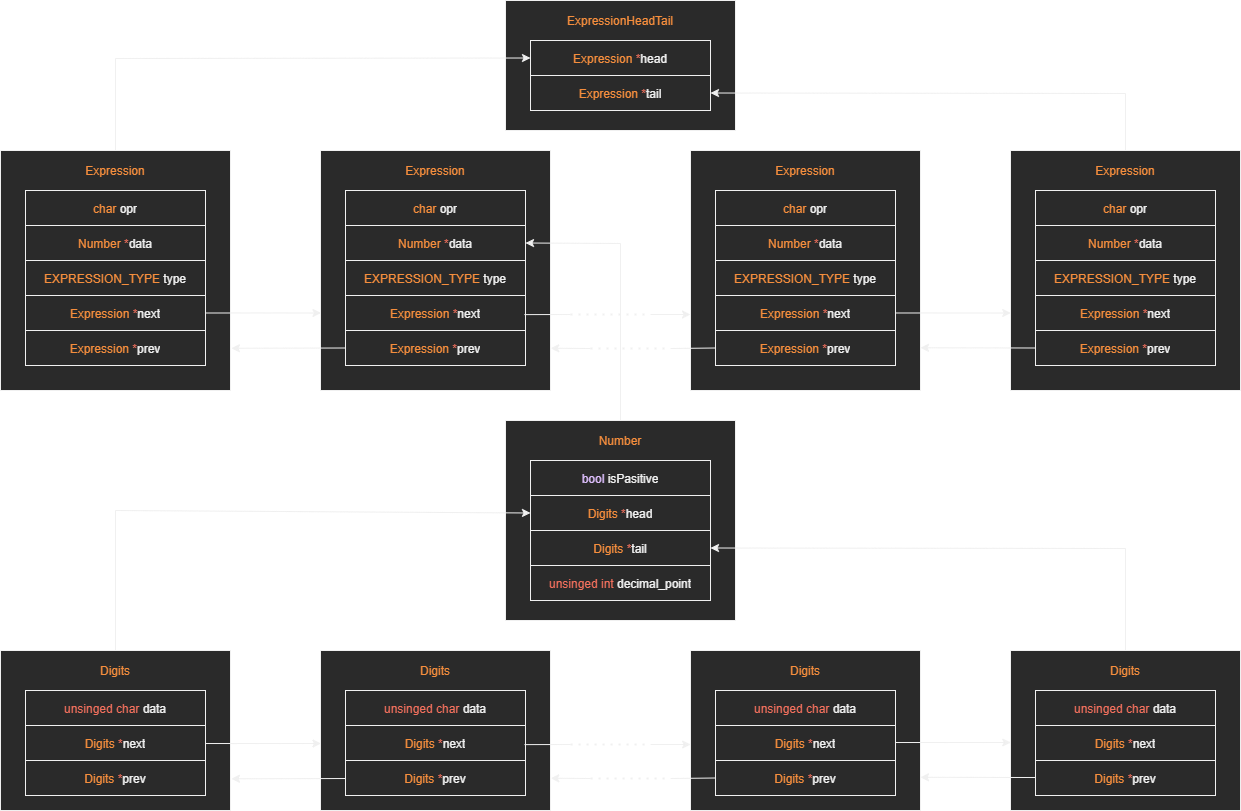 ExpressionHeadTail
Expression *head
Expression *tail
Expression
char opr
Number *data
EXPRESSION_TYPE type
Expression *next
Expression *prev
Expression
char opr
Number *data
EXPRESSION_TYPE type
Expression *next
Expression *prev
Expression
char opr
Number *data
EXPRESSION_TYPE type
Expression *next
Expression *prev
Expression
char opr
Number *data
EXPRESSION_TYPE type
Expression *next
Expression *prev
Number
bool isPasitive
Digits *head
Digits *tail
unsinged int decimal_point
Digits
unsinged char data
Digits *next
Digits *prev
Digits
unsinged char data
Digits *next
Digits *prev
Digits
unsinged char data
Digits *next
Digits *prev
Digits
unsinged char data
Digits *next
Digits *prev